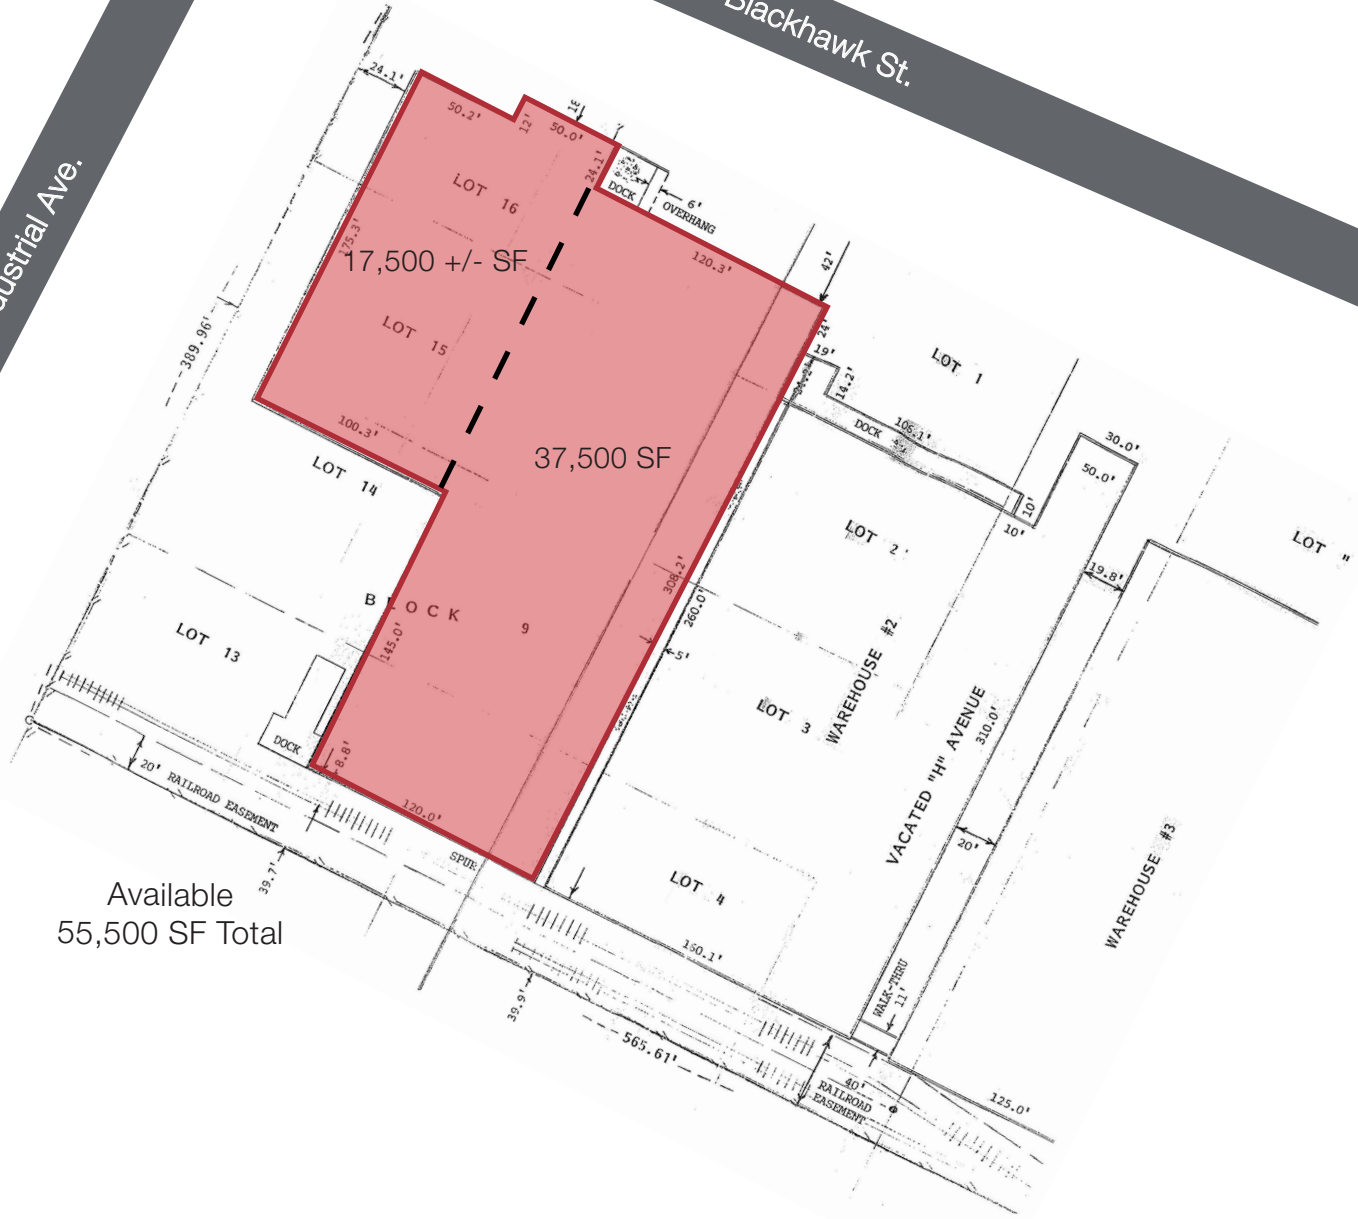 Blackhawk St.
ustrial Ave.
24.1'
50.2'
12'
50.0'
24.1'
DOCK
6'
OVERHANG
LOT 16
175.3'
17,500 +/- SF
120.3'
42'
24'
LOT 15
389.96'
19'
24.2'
14.2'
LOT 1
106.1'
DOCK
30.0'
50.0'
100.3'
37,500 SF
LOT 14
10'
10'
LOT 2
LOT "
19.8'
308.2'
260.0'
BLOCK 9
145.0'
5'
LOT 13
WAREHOUSE #2
LOT 3
VACATED "H" AVENUE
310.0'
DOCK
8.8'
20' RAILROAD EASEMENT
120.0'
SPUR
39.7'
20'
WAREHOUSE #3
LOT 4
Available
55,500 SF Total
160.1'
WALK-THRU
11'
39.9'
565.61'
40'
RAILROAD
EASEMENT
125.0'